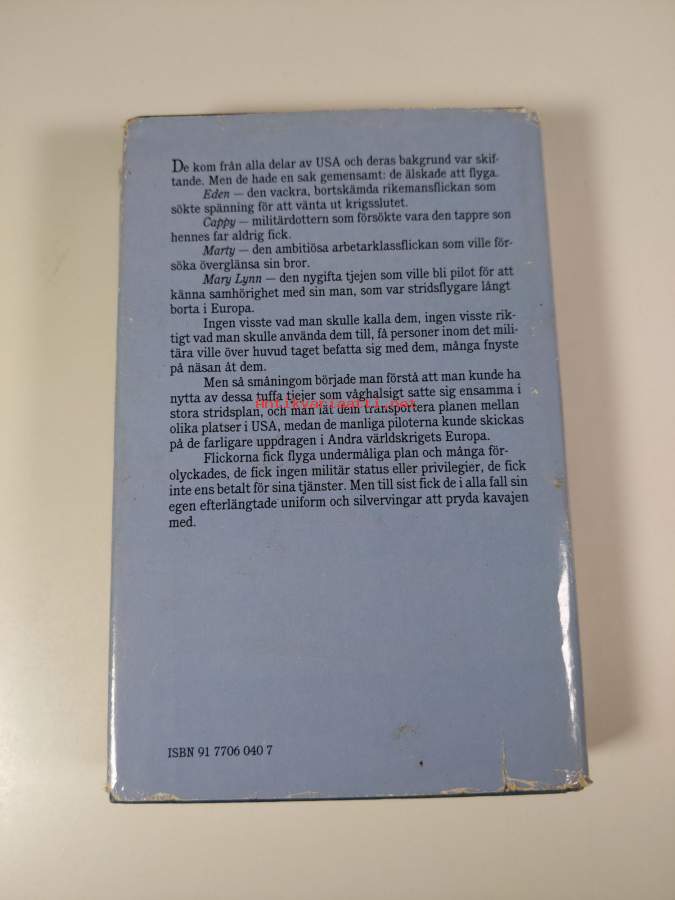 De kom från alla delar av USA och deras bakgrund var skif-
tande. Men de hade en sak gemensamt: de älskade att flyga.
Eden – den vackra, bortskämda rikemansflickan som
sökte spänning för att vänta ut krigsslutet.
Cappy – militärdottern som försökte vara den tappre son
hennes far aldrig fick.
Marty – den ambitiösa arbetarklassflickan som ville för-
söka överglänsa sin bror.
Mary Lynn – den nygifta tjejen som ville bli pilot för att
känna samhörighet med sin man, som var stridsflygare långt
borta i Europa.
Ingen visste vad man skulle kalla dem, ingen visste rik-
tigt vad man skulle använda dem till, få personer inom det mili-
tära ville över huvud taget befatta sig med dem, många fnyste
på näsan åt dem.
Men så småningom började man förstå att man kunde ha
nytta av dessa tuffa tjejer som våghalsigt satte sig ensamma i
Antikvariaatti.net
stora stridsplan, och man lät dem transportera planen mellan
olika platser i USA, medan de manliga piloterna kunde skickas
på de farligare uppdragen i Andra världskrigets Europa.
Flickorna fick flyga undermåliga plan och många för-
olyckades, de fick ingen militär status eller privilegier, de fick
inte ens betalt för sina tjänster. Men till sist fick de i alla fall sin
egen efterlängtade uniform och silvervingar att pryda kavajen
med.
ISBN 91 7706 040 7